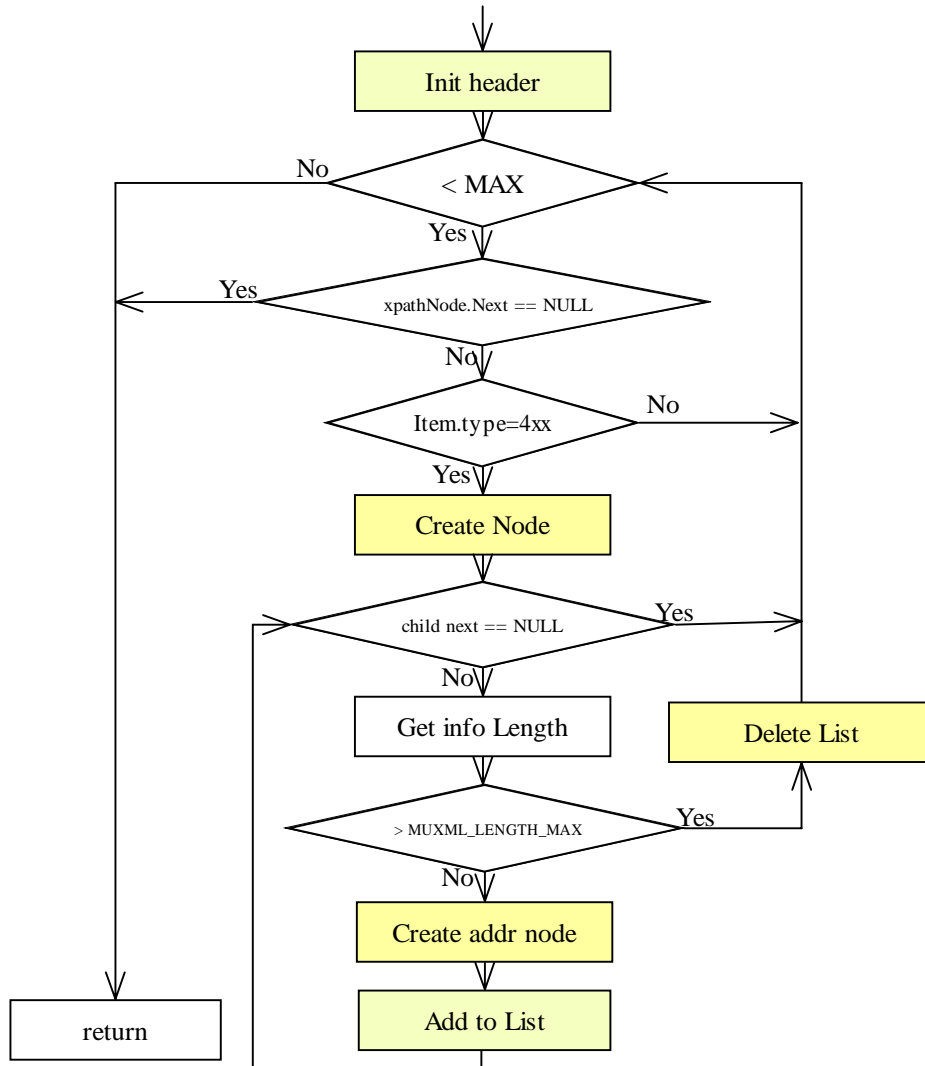 Init header
No
< MAX
Yes
Yes
xpathNode.Next == NULL
No
Item.type=4xx
No
Yes
Create Node
child next == NULL
Yes
No
Get info Length
Delete List
> MUXML_LENGTH_MAX
Yes
No
Create addr node
Add to List
return